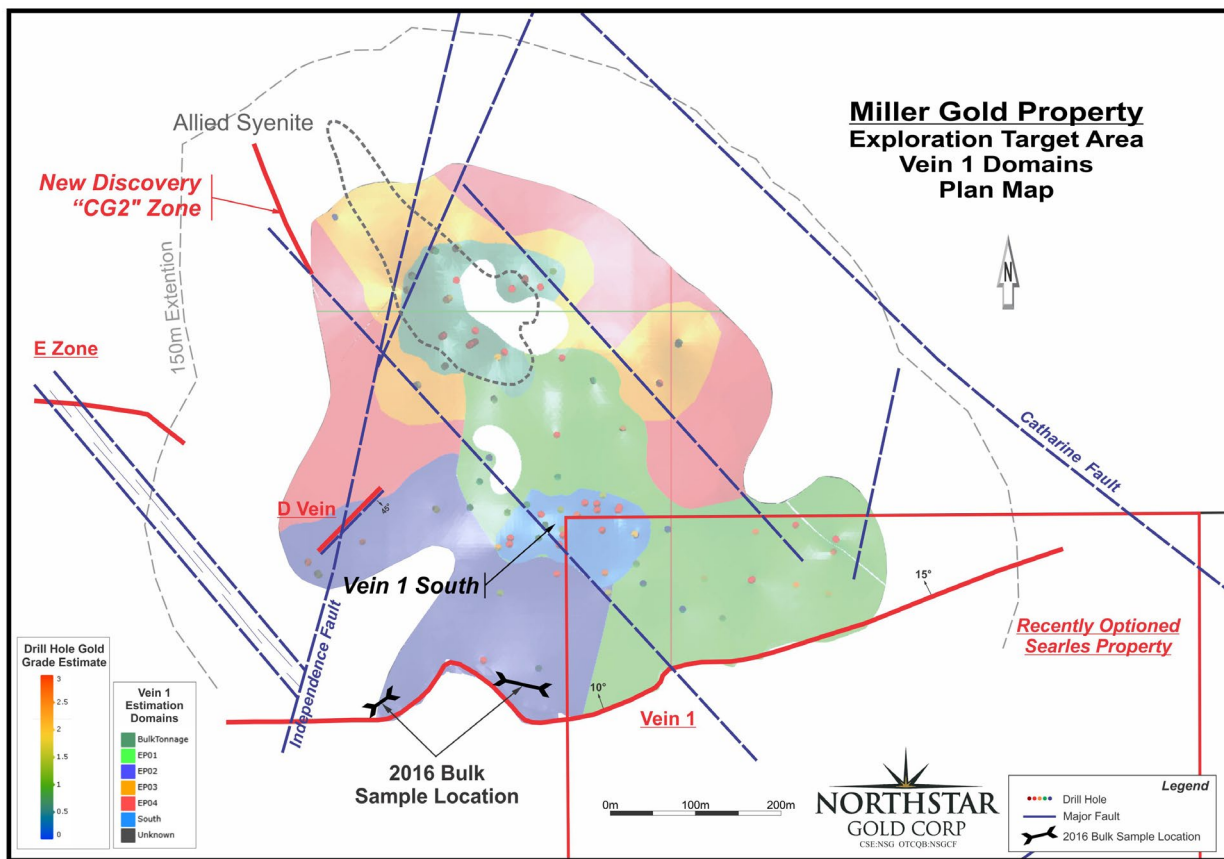 Miller Gold Property
Exploration Target Area
Vein 1 Domains
Plan Map
N
Allied Syenite
New Discovery
“CG2" Zone
150m Extention
E Zone
D Vein
45°
Vein 1 South
Independence Fault
Catharine Fault
15°
10°
Recently Optioned
Searles Property
Vein 1
2016 Bulk
Sample Location
Drill Hole Gold
Grade Estimate
3
2.5
2
1.5
1
0.5
0
Vein 1
Estimation
Domains
BulkTonnage
EP01
EP02
EP03
EP04
South
Unknown
0m
100m
200m
NORTHSTAR
GOLD CORP
CSE:NSG OTCQB:NSGCF
Legend
Drill Hole
Major Fault
2016 Bulk Sample Location